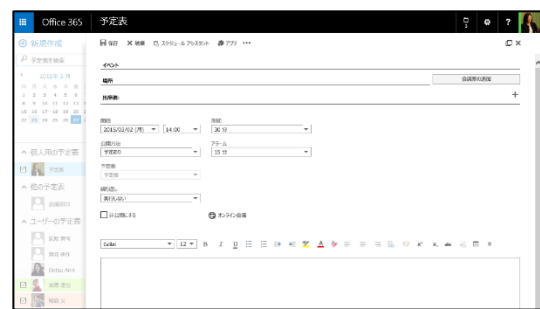 Office 365
予定表
3
?
新規作成
保存 破棄 スケジュール アシスタント アプリ •••
予定表を検索
イベント
2015年 3月
場所
会議室の追加
出席者:
開始 期間
2015/03/02 (月) 14:00 30 分
公開方法 アラーム
予定あり 15 分
予定表
予定表
繰り返し
実行しない
非公開にする オンライン会議
個人用の予定表
予定表
他の予定表
ユーザーの予定表
Calibri 12 B I U